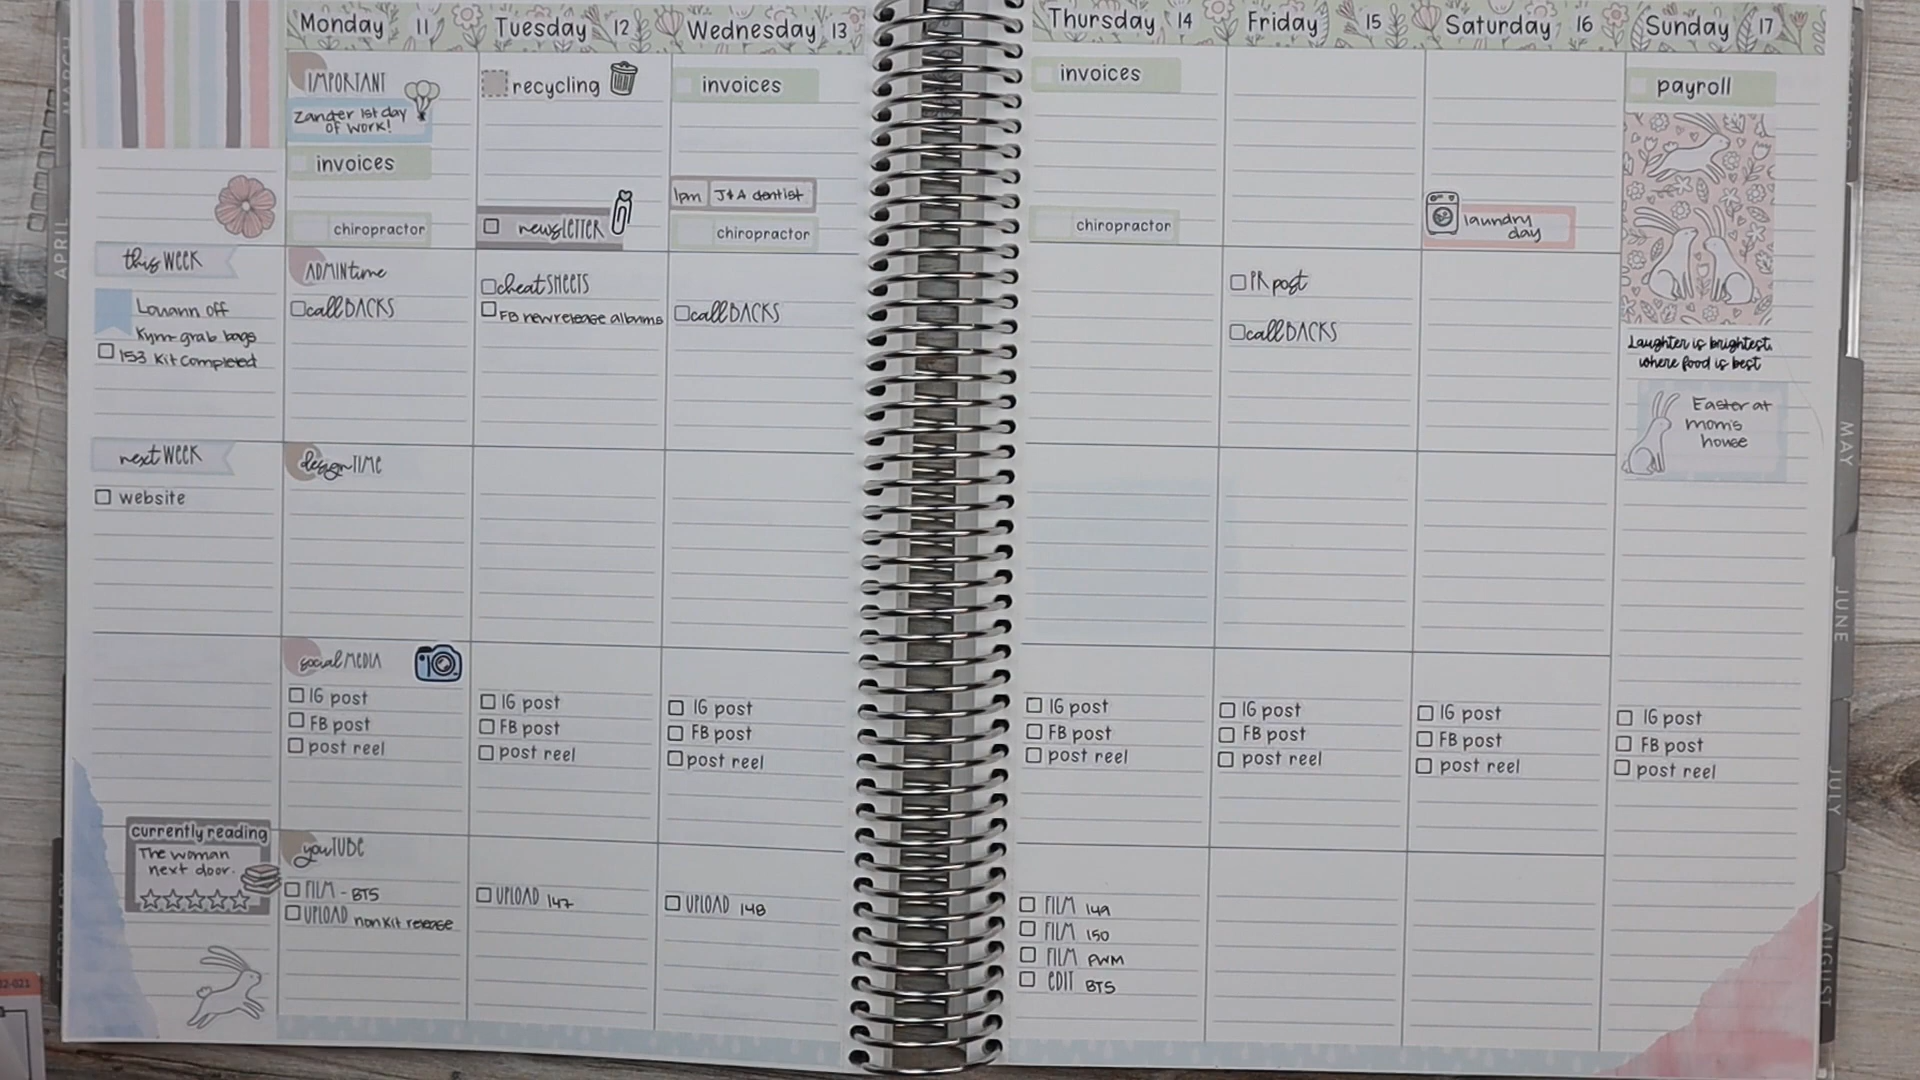 Monday 11
Tuesday 12
Wednesday 13
Thursday 14
Friday 15
Saturday 16
Sunday 17
MARCH
APRIL
this WEEK
Louann off
Kynn grab bags
153 Kit Completed
next WEEK
website
currently reading
The woman
next door.
IMPORTANT
Zander 1st day
of work!
invoices
chiropractor
ADMIN time
call BACKS
design TIME
social MEDIA
IG post
FB post
post reel
youTUBE
FILM - BTS
UPLOAD non Kit release
recycling
newsLETTER
cheat SHEETS
FB new release albums
IG post
FB post
post reel
UPLOAD 147
invoices
1pm J&A dentist
chiropractor
call BACKS
IG post
FB post
post reel
UPLOAD 148
invoices
chiropractor
IG post
FB post
post reel
FILM 149
FILM 150
FILM PWM
EDIT BTS
PR post
call BACKS
IG post
FB post
post reel
laundry
day
IG post
FB post
post reel
payroll
Laughter is brightest,
where food is best
Easter at
mom's
house
IG post
FB post
post reel
MAY
JUNE
JULY
AUGUST